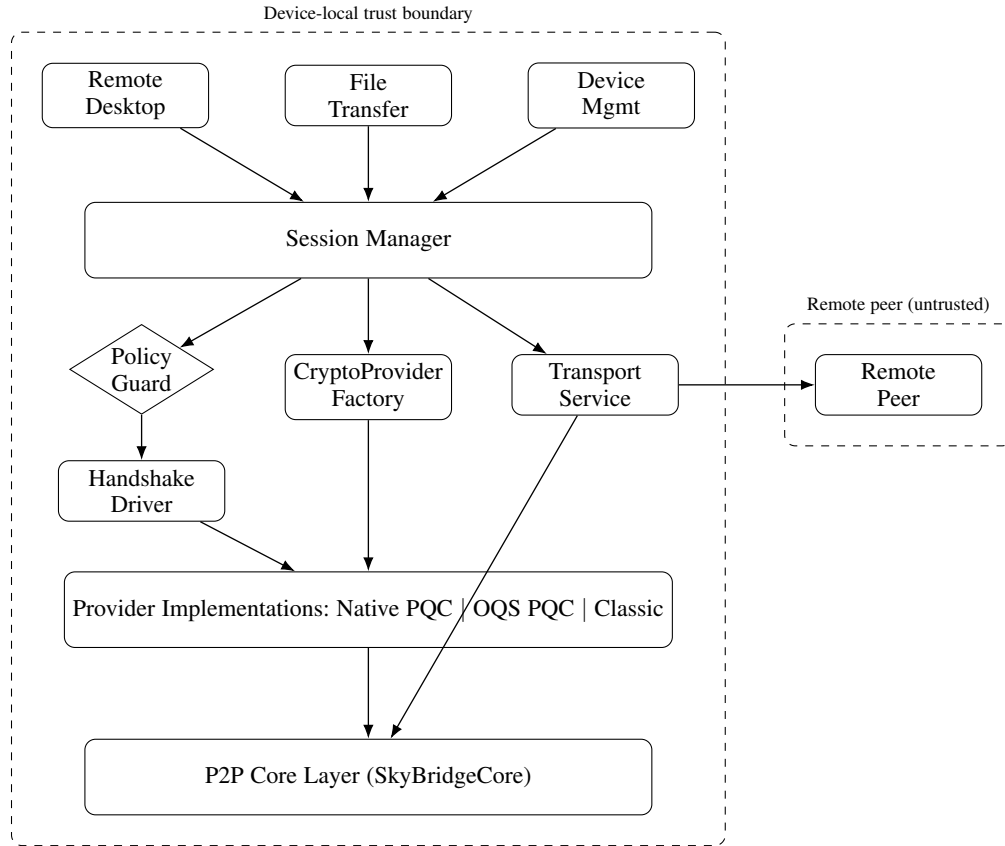 Device-local trust boundary
Remote
Desktop
File
Transfer
Device
Mgmt
Session Manager
Remote peer (untrusted)
Policy
Guard
CryptoProvider
Factory
Transport
Service
Remote
Peer
Handshake
Driver
Provider Implementations: Native PQC | OQS PQC | Classic
P2P Core Layer (SkyBridgeCore)